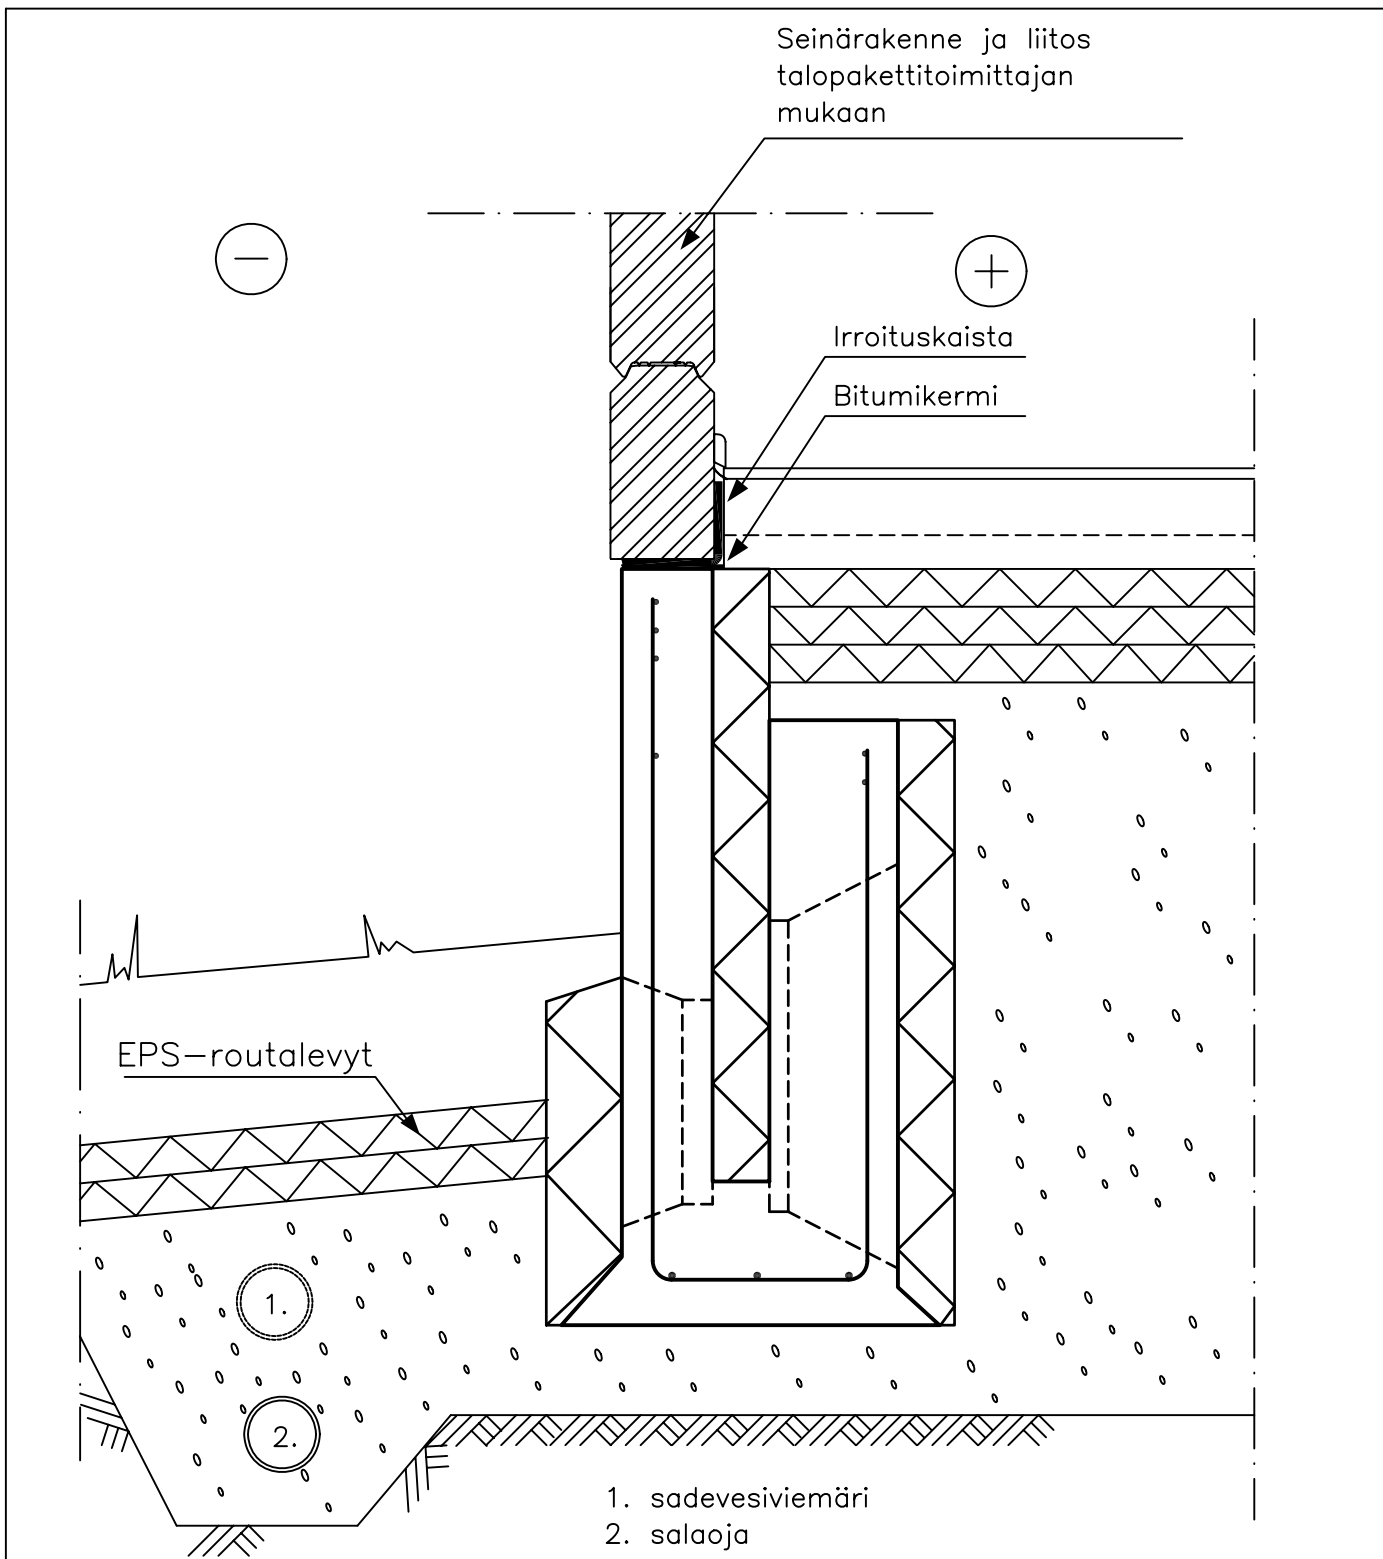 Seinärakenne ja liitos
talopakettitoimittajan
mukaan
Irroituskaista
Bitumikermi
EPS-routalevyt
1.
2.
1. sadevesiviemäri
2. salaoja